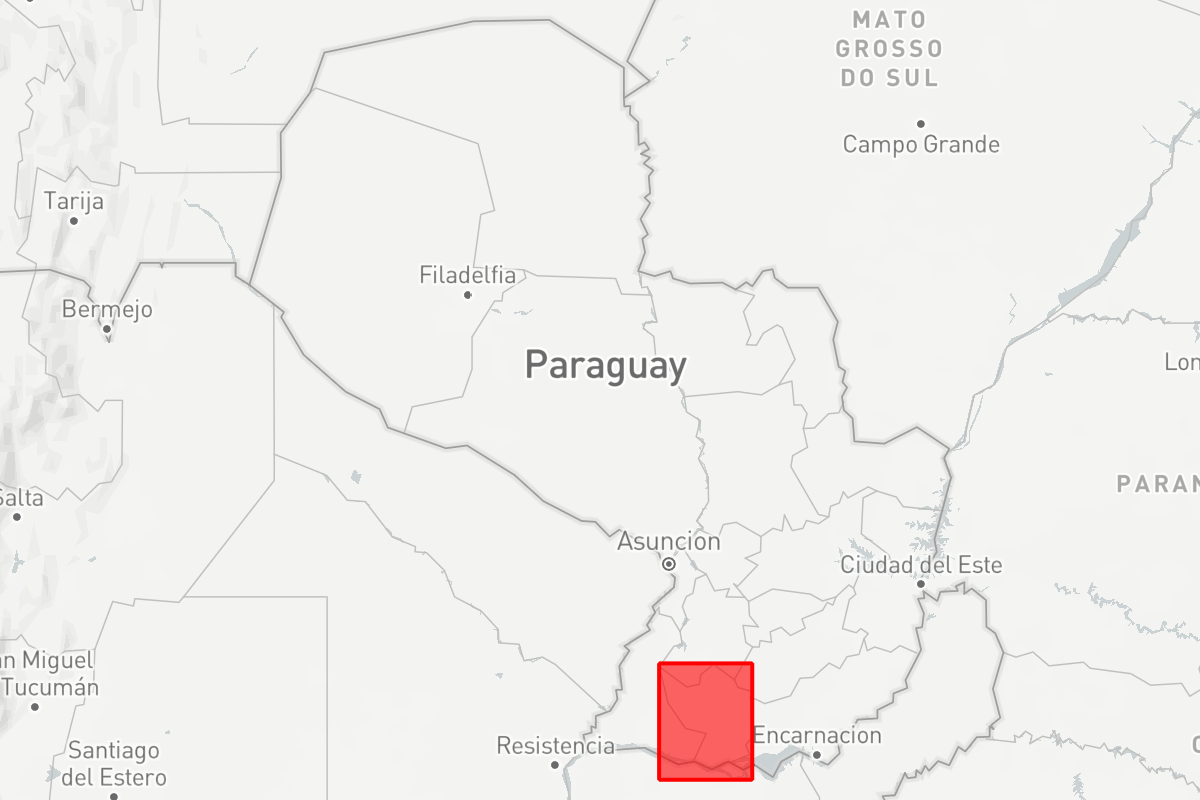 MATO
GROSSO
DO SUL
Campo Grande
Tarija
Filadelfia
Bermejo
Paraguay
Lon
PARAN
Salta
Asuncion
Ciudad del Este
an Miguel
Tucumán
Resistencia
Encarnacion
Santiago
del Estero